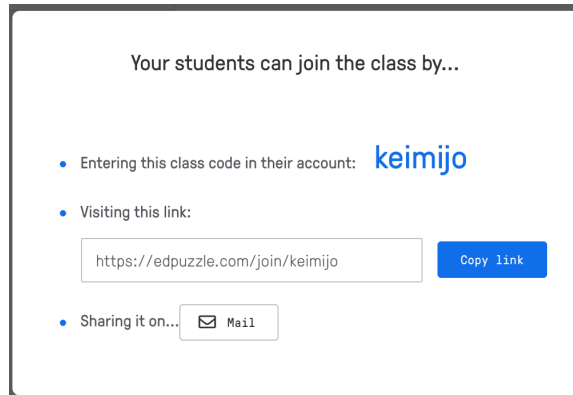 Your students can join the class by...
Entering this class code in their account: keimijo
Visiting this link:
https://edpuzzle.com/join/keimijo Copy link
Sharing it on... Mail